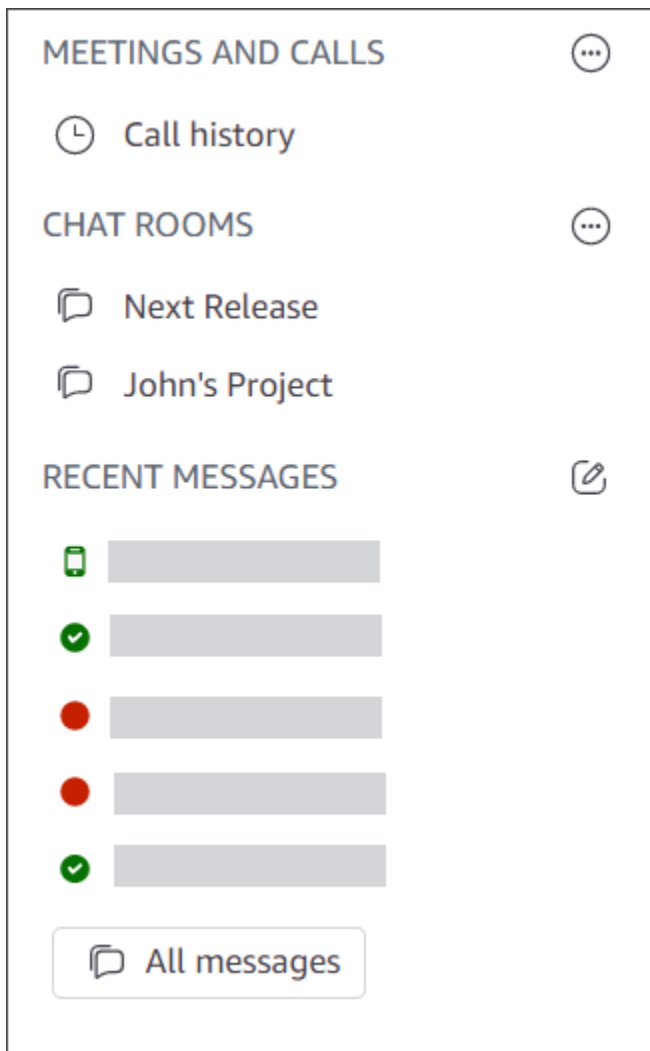 MEETINGS AND CALLS
Call history
CHAT ROOMS
Next Release
John's Project
RECENT MESSAGES
All messages